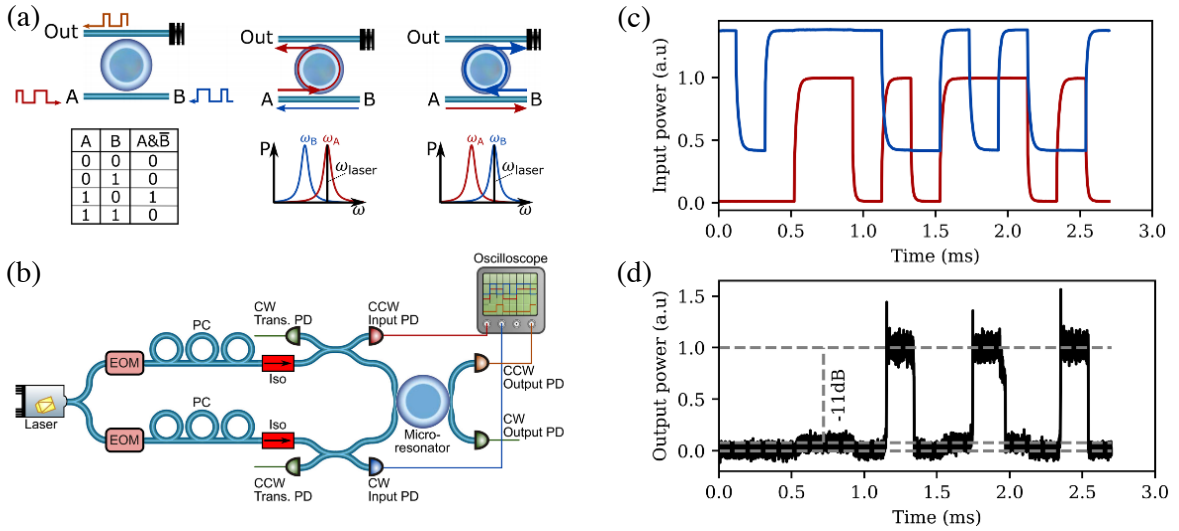 (a)
Out
A
B
A B A&B̅
0 0 0
0 1 0
1 0 1
1 1 0
Out
A
B
P
ω_B
ω_A
ω_laser
ω
Out
A
B
P
ω_A
ω_B
ω_laser
ω
(b)
Oscilloscope
CW
Trans. PD
CCW
Input PD
PC
EOM
Iso
CCW
Output PD
Laser
PC
EOM
Iso
Micro-
resonator
CW
Output PD
CCW
Trans. PD
CW
Input PD
(c)
Input power (a.u)
1.0
0.5
0.0
0.0 0.5 1.0 1.5 2.0 2.5 3.0
Time (ms)
(d)
Output power (a.u)
1.5
1.0
0.5
0.0
-11dB
0.0 0.5 1.0 1.5 2.0 2.5 3.0
Time (ms)